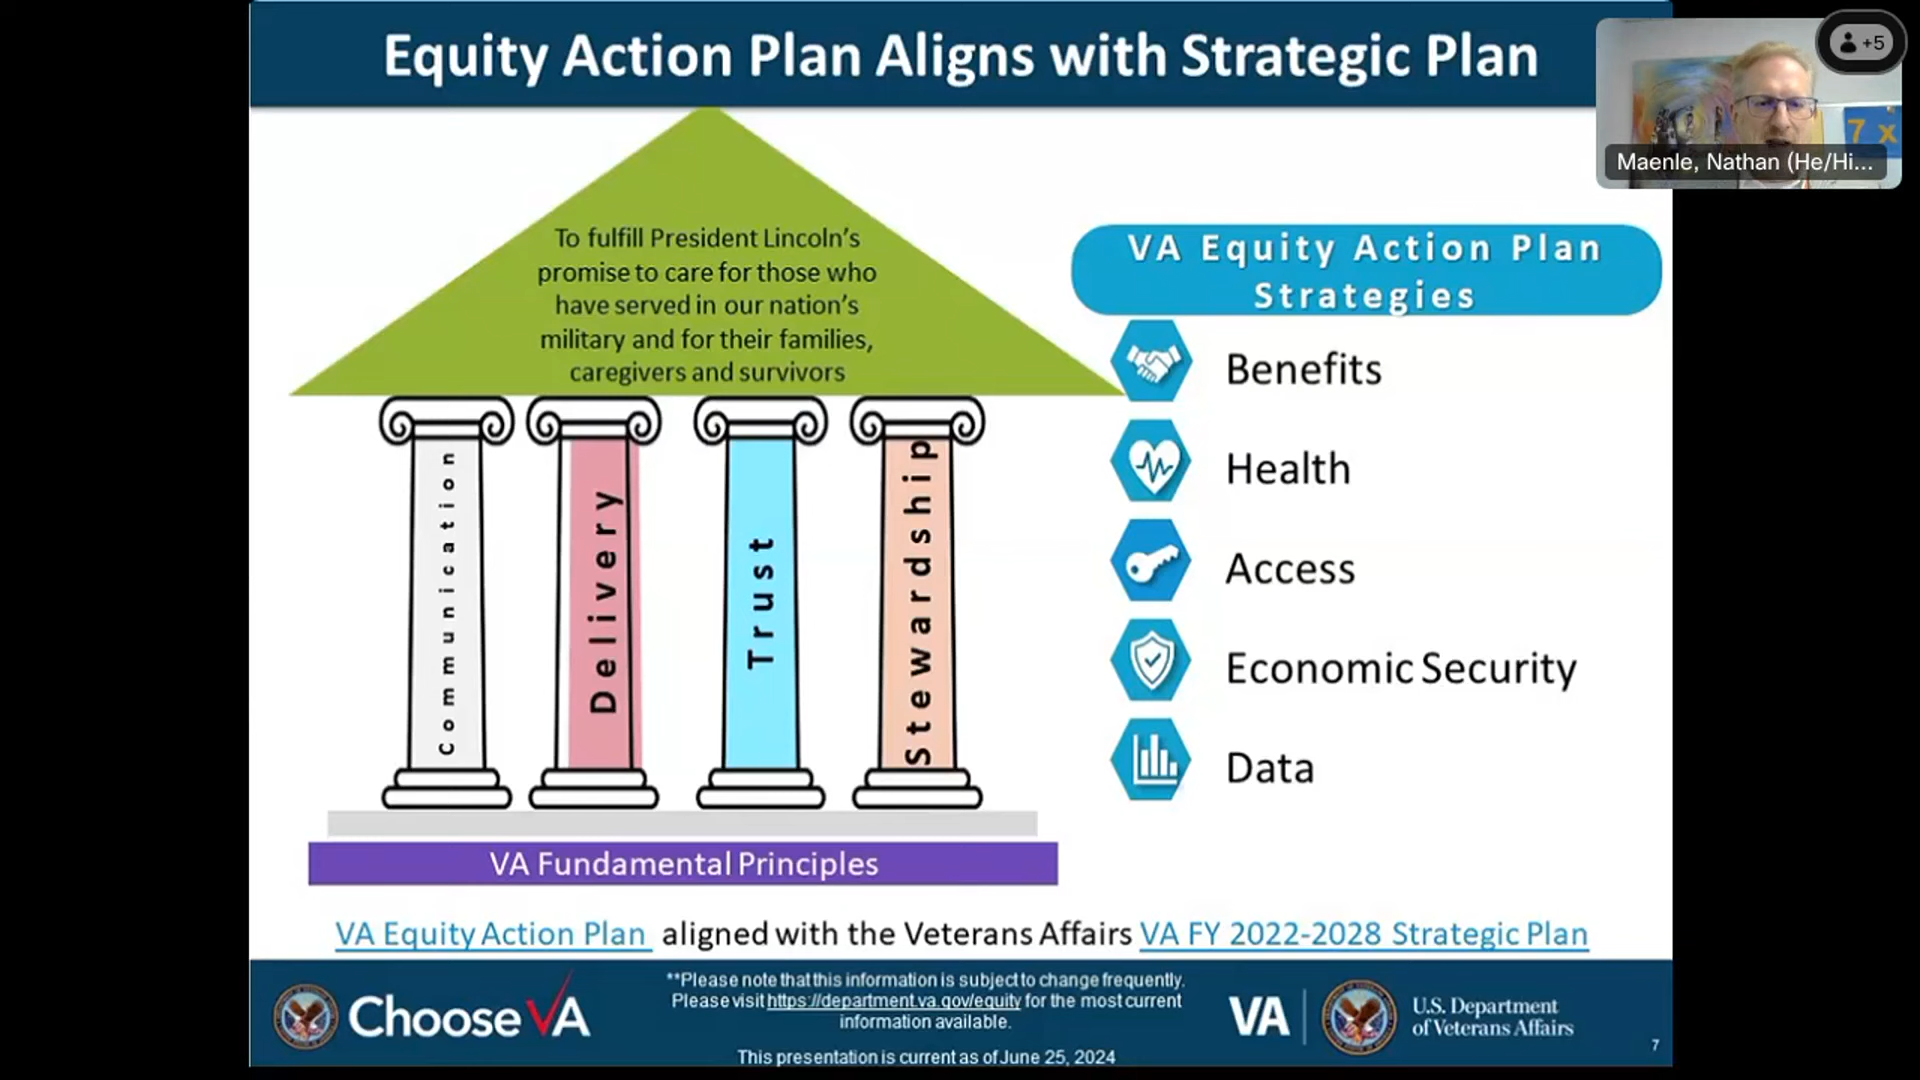 Equity Action Plan Aligns with Strategic Plan
+5
7 x
Maenle, Nathan (He/Hi...
To fulfill President Lincoln's
promise to care for those who
have served in our nation's
military and for their families,
caregivers and survivors
Communication
Delivery
Trust
Stewardship
VA Fundamental Principles
VA Equity Action Plan
Strategies
Benefits
Health
Access
Economic Security
Data
VA Equity Action Plan aligned with the Veterans Affairs VA FY 2022-2028 Strategic Plan
Choose VA
**Please note that this information is subject to change frequently.
Please visit https://department.va.gov/equity for the most current
information available.
This presentation is current as of June 25, 2024
VA
U.S. Department
of Veterans Affairs
7